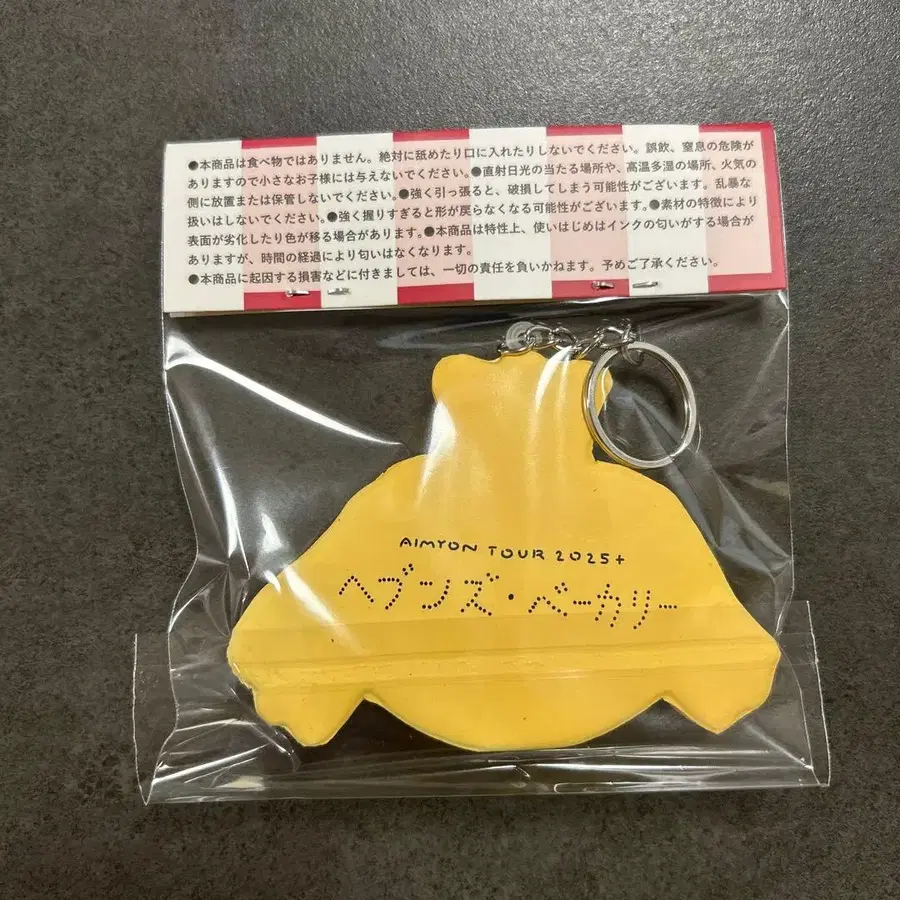 ●本商品は食べ物ではありません。絶対に舐めたり口に入れたりしないでください。誤飲、窒息の危険が
ありますので小さなお子様には与えないでください。●直射日光の当たる場所や、高温多湿の場所、火気の
側に放置または保管しないでください。●強く引っ張ると、破損してしまう可能性がございます。乱暴な
扱いはしないでください。●強く握りすぎると形が戻らなくなる可能性がございます。●素材の特徴により
表面が劣化したり色が移る場合があります。●本商品は特性上、使いはじめはインクの匂いがする場合が
ありますが、時間の経過により匂いはなくなります。
●本商品に起因する損害などに付きましては、一切の責任を負いかねます。予めご了承ください。
AIMYON TOUR 2025+
ヘブンズ・ベーカリー